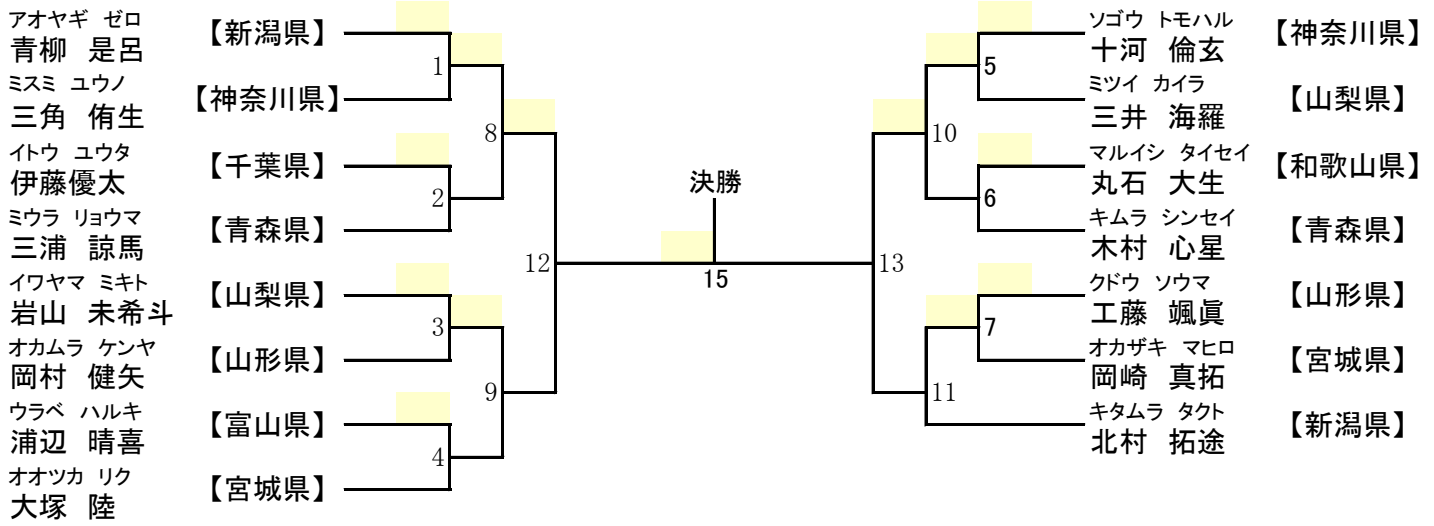 アオヤギ ゼロ
青柳 是呂 【新潟県】
ミスミ ユウノ
三角 侑生 【神奈川県】
1
イトウ ユウタ
伊藤優太 【千葉県】
ミウラ リョウマ
三浦 諒馬 【青森県】
2
8
イワヤマ ミキト
岩山 未希斗 【山梨県】
オカムラ ケンヤ
岡村 健矢 【山形県】
3
ウラベ ハルキ
浦辺 晴喜 【富山県】
オオツカ リク
大塚 陸 【宮城県】
4
9
12
決勝
15
ソゴウ トモハル
十河 倫玄 【神奈川県】
ミツイ カイラ
三井 海羅 【山梨県】
5
マルイシ タイセイ
丸石 大生 【和歌山県】
キムラ シンセイ
木村 心星 【青森県】
6
10
クドウ ソウマ
工藤 颯眞 【山形県】
オカザキ マヒロ
岡崎 真拓 【宮城県】
7
キタムラ タクト
北村 拓途 【新潟県】
11
13